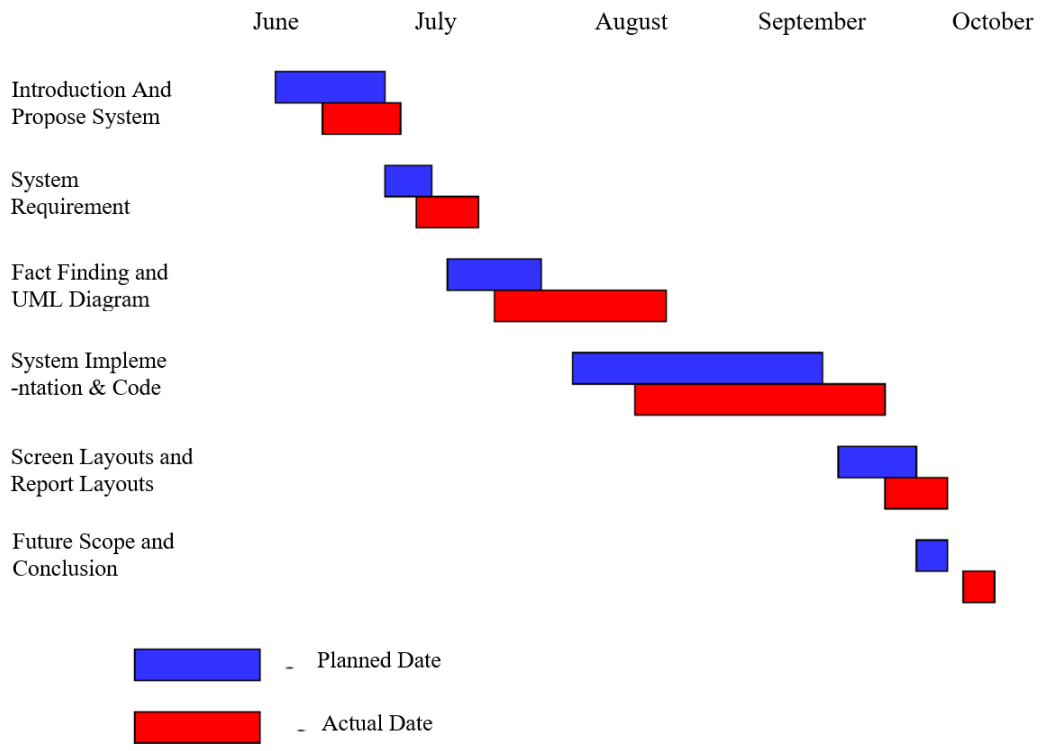 June July August September October
Introduction And
Propose System
System
Requirement
Fact Finding and
UML Diagram
System Impleme
-ntation & Code
Screen Layouts and
Report Layouts
Future Scope and
Conclusion
- Planned Date
- Actual Date